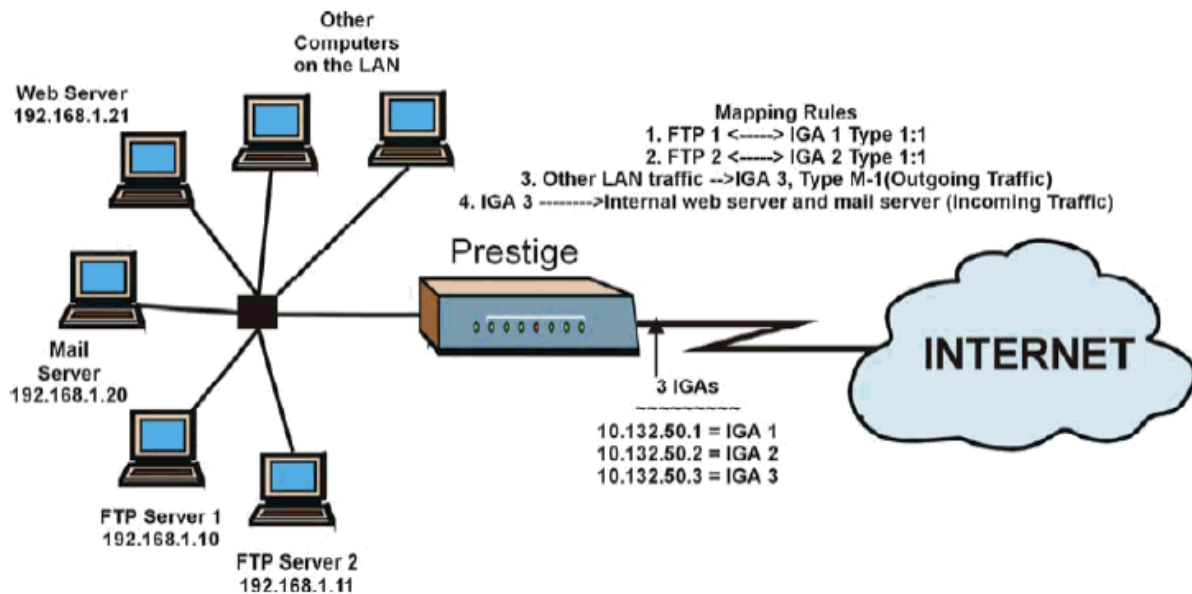 Other
Computers
on the LAN
Web Server
192.168.1.21
Mapping Rules
1. FTP 1 <-----> IGA 1 Type 1:1
2. FTP 2 <-----> IGA 2 Type 1:1
3. Other LAN traffic -->IGA 3, Type M-1(Outgoing Traffic)
4. IGA 3 -------->Internal web server and mail server (Incoming Traffic)
Prestige
Mail
Server
192.168.1.20
INTERNET
3 IGAs
~~~~~~~~~~
10.132.50.1 = IGA 1
10.132.50.2 = IGA 2
10.132.50.3 = IGA 3
FTP Server 1
192.168.1.10
FTP Server 2
192.168.1.11